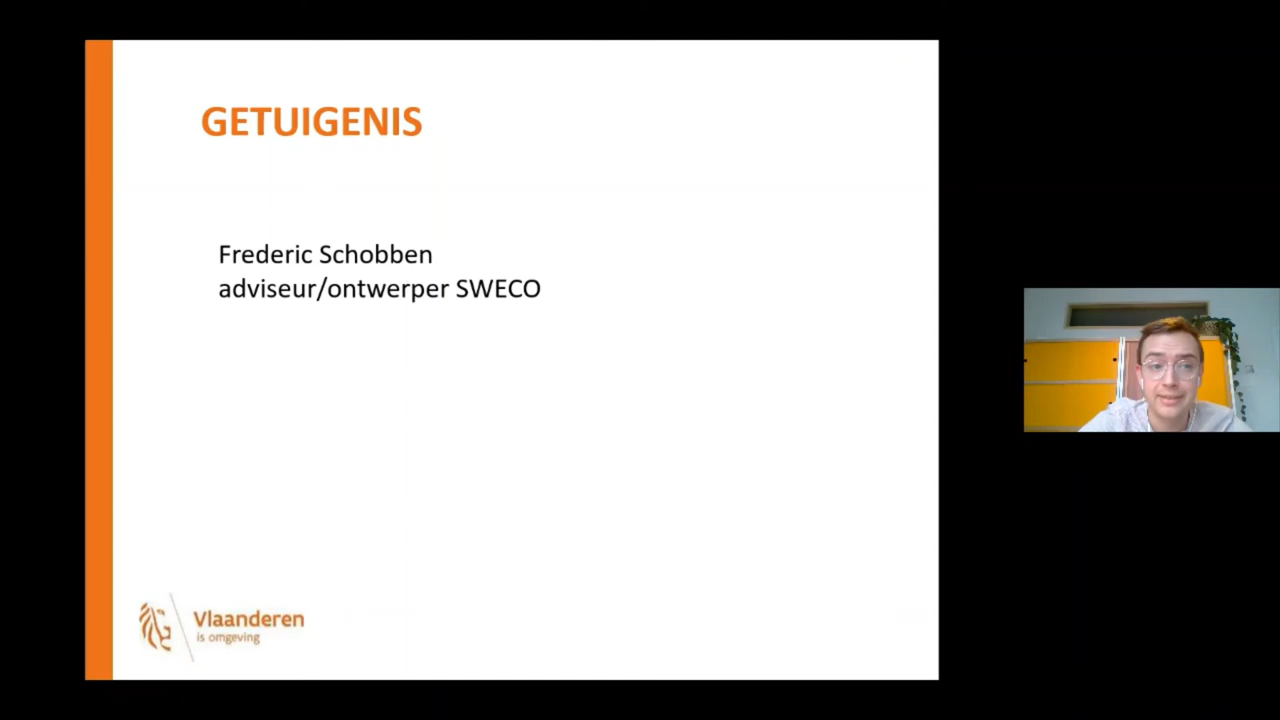 GETUIGENIS
Frederic Schobben
adviseur/ontwerper SWECO
Vlaanderen
is omgeving